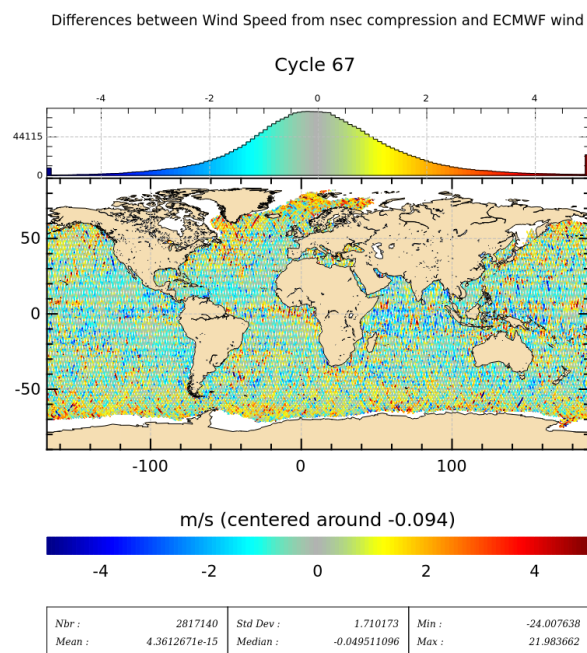 Differences between Wind Speed from nsec compression and ECMWF wind
Cycle 67
-4 -2 0 2 4
44115
0
50
0
-50
-100 0 100
m/s (centered around -0.094)
-4 -2 0 2 4
Nbr : 2817140 Std Dev : 1.710173 Min : -24.007638
Mean : 4.3612671e-15 Median : -0.049511096 Max : 21.983662